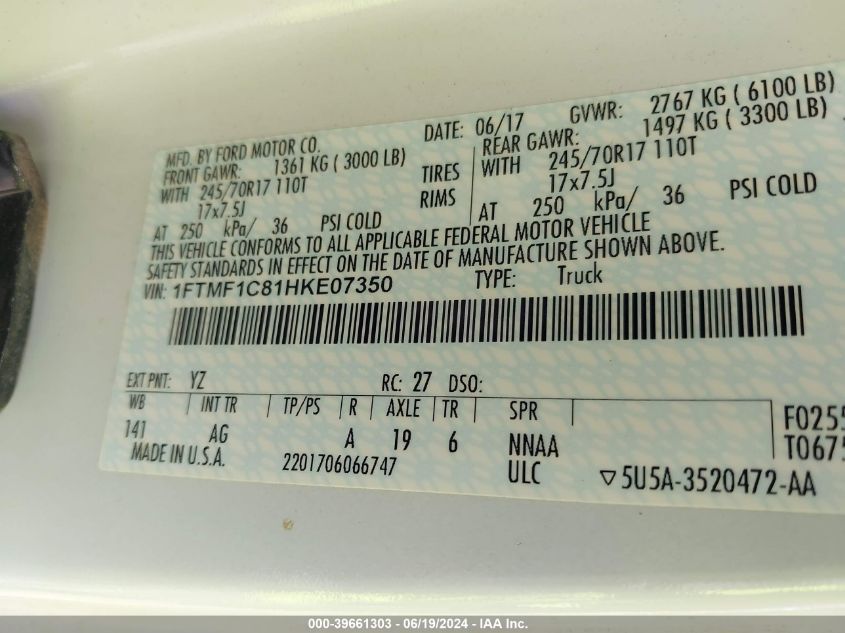 MFD. BY FORD MOTOR CO. DATE: 06/17 GVWR: 2767 KG ( 6100 LB)
FRONT GAWR: 1361 KG ( 3000 LB) REAR GAWR: 1497 KG ( 3300 LB)
WITH 245/70R17 110T TIRES WITH 245/70R17 110T
17x7.5J RIMS 17x7.5J
AT 250 kPa/ 36 PSI COLD AT 250 kPa/ 36 PSI COLD
THIS VEHICLE CONFORMS TO ALL APPLICABLE FEDERAL MOTOR VEHICLE
SAFETY STANDARDS IN EFFECT ON THE DATE OF MANUFACTURE SHOWN ABOVE.
VIN: 1FTMF1C81HKE07350 TYPE: Truck
EXT PNT: YZ RC: 27 DSO:
WB INT TR TP/PS R AXLE TR SPR
141 AG A 19 6 NNAA
F0255
MADE IN U.S.A. 2201706066747 ULC
T0675
▽5U5A-3520472-AA
000-39661303 - 06/19/2024 - IAA Inc.